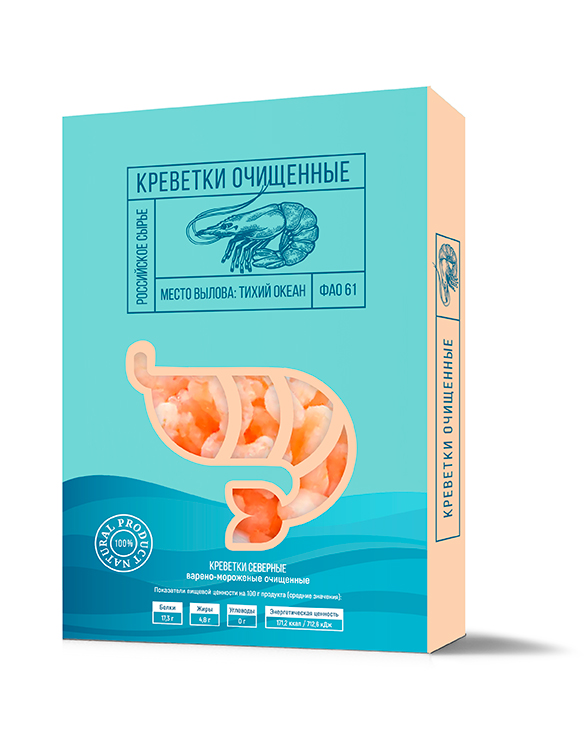 КРЕВЕТКИ ОЧИЩЕННЫЕ
РОССИЙСКОЕ СЫРЬЕ
МЕСТО ВЫЛОВА: ТИХИЙ ОКЕАН
ФАО 61
КРЕВЕТКИ ОЧИЩЕННЫЕ
NATURAL PRODUCT
100%
КРЕВЕТКИ СЕВЕРНЫЕ
варено-мороженые очищенные
Показатели пищевой ценности на 100 г продукта (средние значения):
Белки
17,3 г
Жиры
4,8 г
Углеводы
0 г
Энергетическая ценность
171,2 ккал / 712,6 кДж